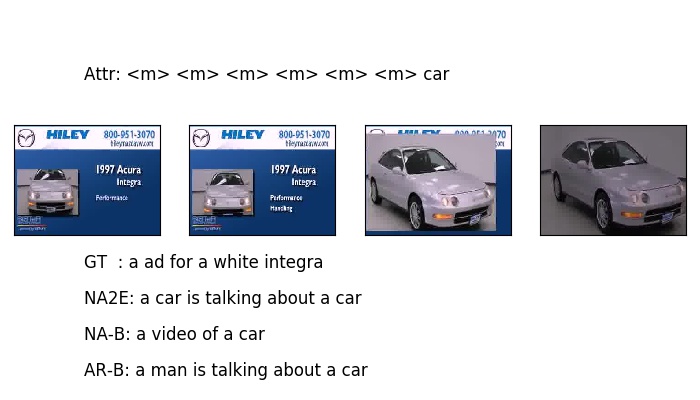 Attr: <m> <m> <m> <m> <m> <m> car
HILEY 800-951-3070
hileymazdavw.com
1997 Acura
Integra
Performance
HILEY 800-951-3070
hileymazdavw.com
1997 Acura
Integra
Performance
Handling
HILEY 800-951-3070
GT : a ad for a white integra
NA2E: a car is talking about a car
NA-B: a video of a car
AR-B: a man is talking about a car